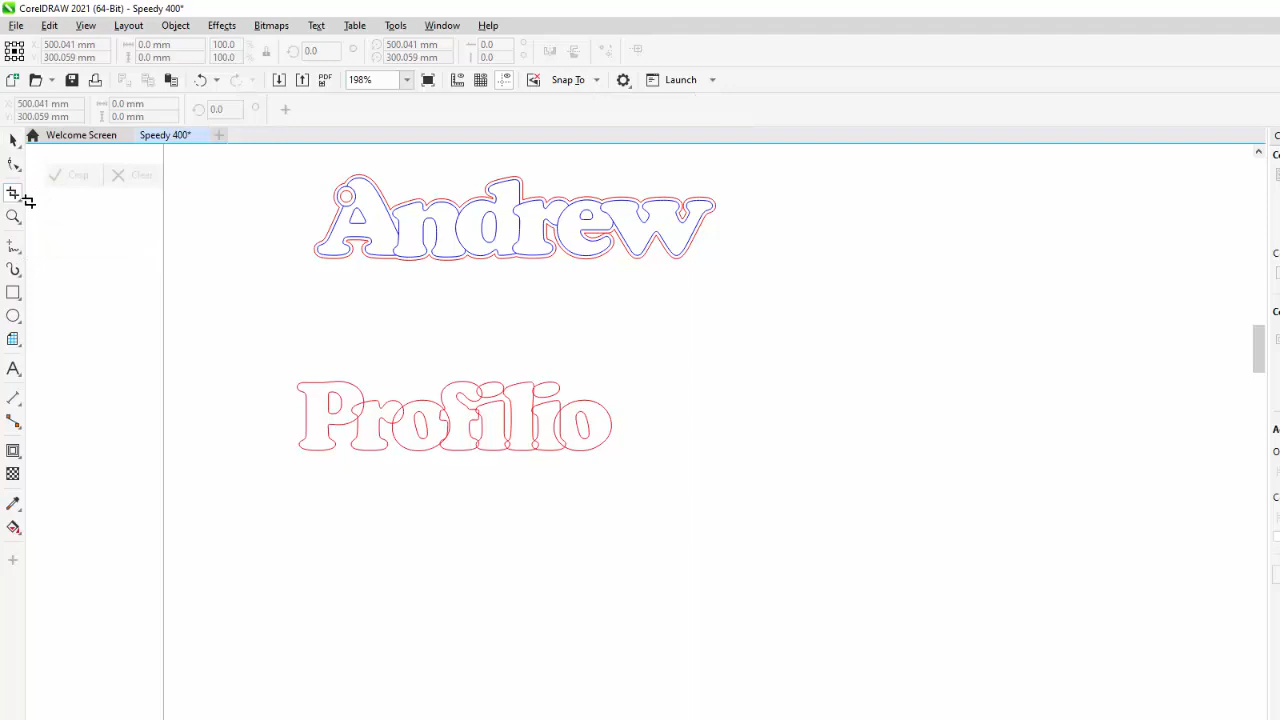 CorelDRAW 2021 (64-Bit) - Speedy 400*
File Edit View Layout Object Effects Bitmaps Text Table Tools Window Help
X: 500.041 mm 0.0 mm 100.0 0.0 500.041 mm 0.0
Y: 300.059 mm 0.0 mm 100.0 300.059 mm 0.0
PDF 198% Snap To Launch
X: 500.041 mm 0.0 mm 0.0
Y: 300.059 mm 0.0 mm
Welcome Screen Speedy 400*
Crop Clear
Andrew
Profilio